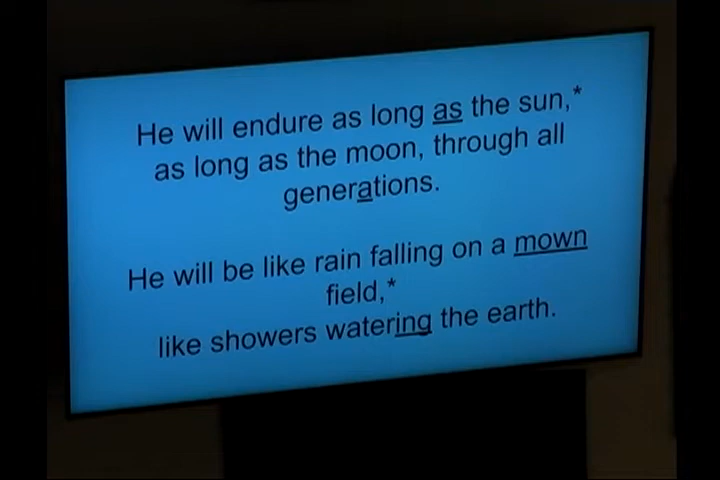 He will endure as long as the sun,*
as long as the moon, through all
generations.
He will be like rain falling on a mown
field,*
like showers watering the earth.